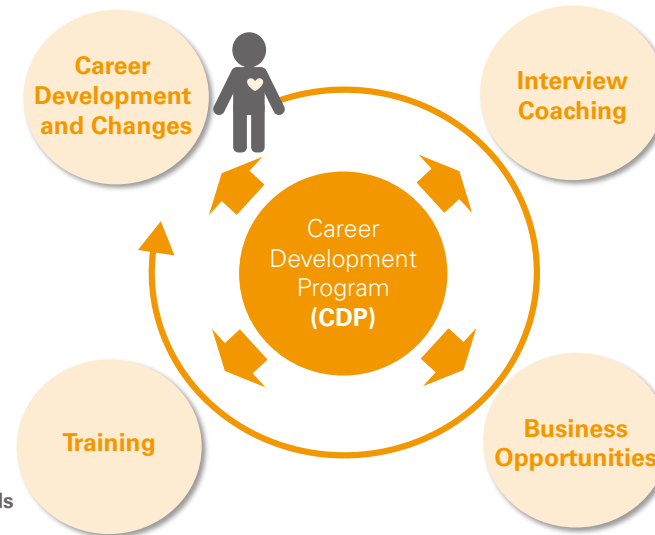 Career
Development
and Changes
Interview
Coaching
Career
Development
Program
(CDP)
Training
Business
Opportunities